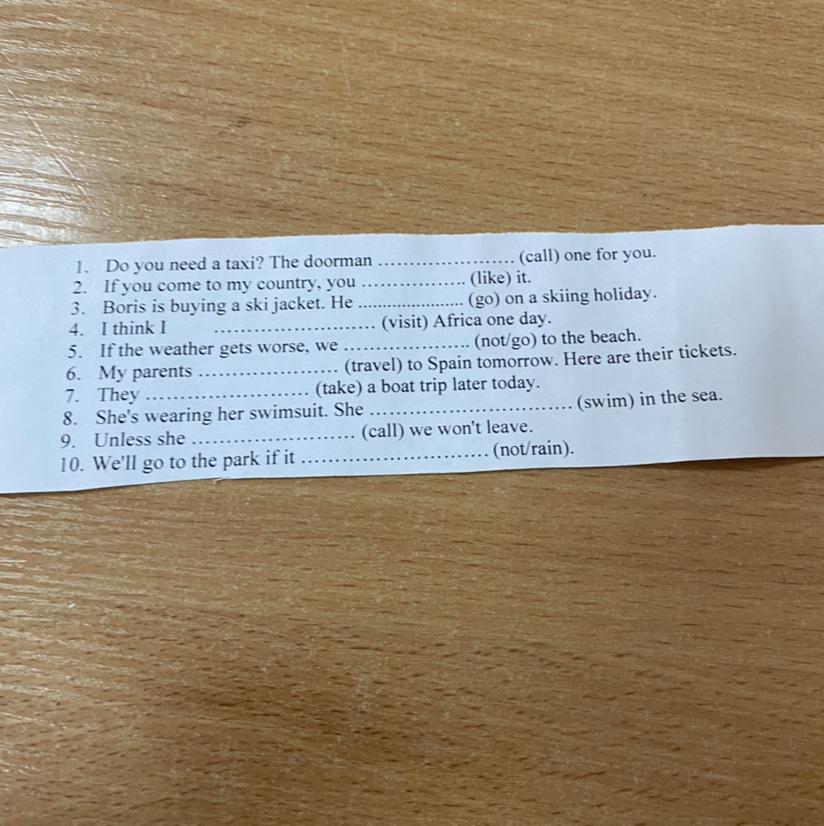 1. Do you need a taxi? The doorman ........................ (call) one for you.
2. If you come to my country, you .................. (like) it.
3. Boris is buying a ski jacket. He ...................... (go) on a skiing holiday.
4. I think I ............................ (visit) Africa one day.
5. If the weather gets worse, we ...................... (not/go) to the beach.
6. My parents ........................ (travel) to Spain tomorrow. Here are their tickets.
7. They ............................ (take) a boat trip later today.
8. She's wearing her swimsuit. She .................................... (swim) in the sea.
9. Unless she ............................ (call) we won't leave.
10. We'll go to the park if it ................................ (not/rain).